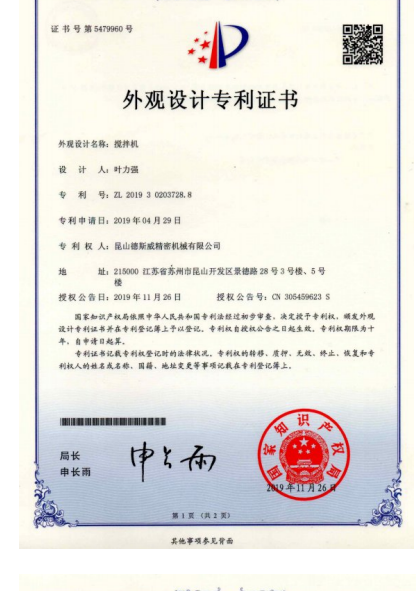 证书号第5479960号
外观设计专利证书
外观设计名称：搅拌机
设计人：叶力强
专利号：ZL 2019 3 0203728.8
专利申请日：2019年04月29日
专利权人：昆山德斯威精密机械有限公司
地址：215000 江苏省苏州市昆山开发区景德路28号3号楼、5号
楼
授权公告日：2019年11月26日 授权公告号：CN 305459623 S
国家知识产权局依照中华人民共和国专利法经过初步审查，决定授予专利权，颁发外观
设计专利证书并在专利登记簿上予以登记。专利权自授权公告之日起生效。专利权期限为十
年，自申请日起算。
专利证书记载专利权登记时的法律状况。专利权的转移、质押、无效、终止、恢复和专
利权人的姓名或名称、国籍、地址变更等事项记载在专利登记簿上。
局长
申长雨
申长雨
国家知识产权局
2019年11月26日
第1页（共2页）
其他事项参见背面